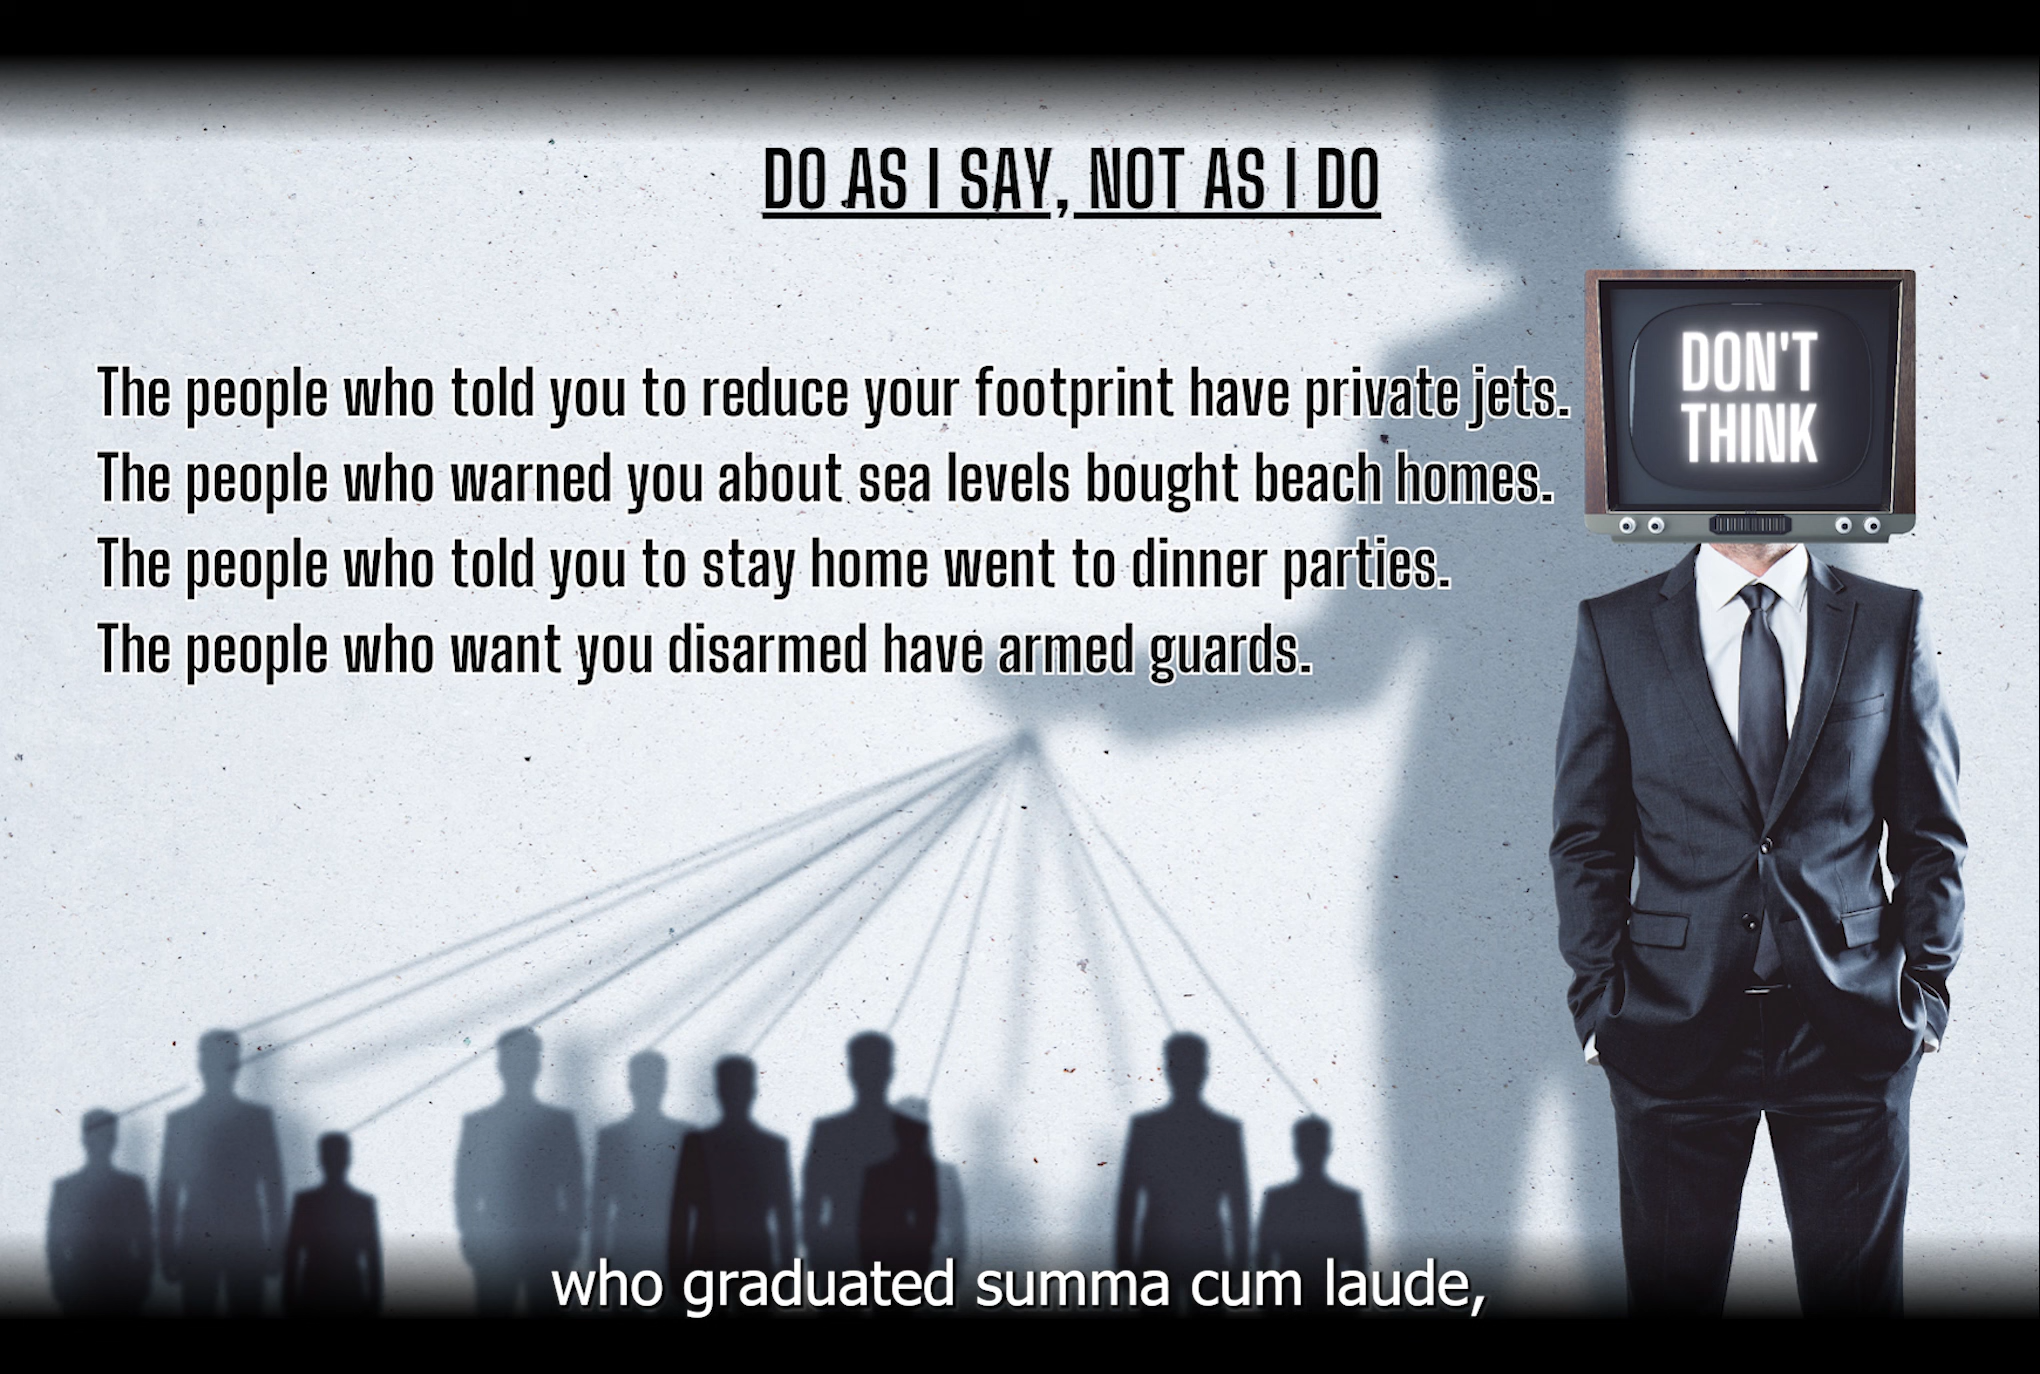 DO AS I SAY, NOT AS I DO
DON'T
THINK
The people who told you to reduce your footprint have private jets.
The people who warned you about sea levels bought beach homes.
The people who told you to stay home went to dinner parties.
The people who want you disarmed have armed guards.
who graduated summa cum laude,